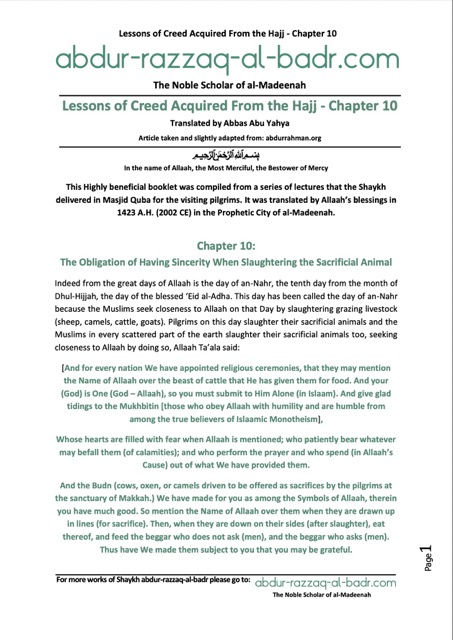 Lessons of Creed Acquired From the Hajj - Chapter 10
abdur-razzaq-al-badr.com
The Noble Scholar of al-Madeenah
Lessons of Creed Acquired From the Hajj - Chapter 10
Translated by Abbas Abu Yahya
Article taken and slightly adapted from: abdurrahman.org
بسم الله الرحمن الرحيم
In the name of Allaah, the Most Merciful, the Bestower of Mercy
This Highly beneficial booklet was compiled from a series of lectures that the Shaykh
delivered in Masjid Quba for the visiting pilgrims. It was translated by Allaah's blessings in
1423 A.H. (2002 CE) in the Prophetic City of al-Madeenah.
Chapter 10:
The Obligation of Having Sincerity When Slaughtering the Sacrificial Animal
Indeed from the great days of Allaah is the day of an-Nahr, the tenth day from the month of
Dhul-Hijjah, the day of the blessed 'Eid al-Adha. This day has been called the day of an-Nahr
because the Muslims seek closeness to Allaah on that Day by slaughtering grazing livestock
(sheep, camels, cattle, goats). Pilgrims on this day slaughter their sacrificial animals and the
Muslims in every scattered part of the earth slaughter their sacrificial animals too, seeking
closeness to Allaah by doing so, Allaah Ta'ala said:
[And for every nation We have appointed religious ceremonies, that they may mention
the Name of Allaah over the beast of cattle that He has given them for food. And your
(God) is One (God – Allaah), so you must submit to Him Alone (in Islaam). And give glad
tidings to the Mukhbitin [those who obey Allaah with humility and are humble from
among the true believers of Islaamic Monotheism],
Whose hearts are filled with fear when Allaah is mentioned; who patiently bear whatever
may befall them (of calamities); and who perform the prayer and who spend (in Allaah's
Cause) out of what We have provided them.
And the Budn (cows, oxen, or camels driven to be offered as sacrifices by the pilgrims at
the sanctuary of Makkah.) We have made for you as among the Symbols of Allaah, therein
you have much good. So mention the Name of Allaah over them when they are drawn up
in lines (for sacrifice). Then, when they are down on their sides (after slaughter), eat
thereof, and feed the beggar who does not ask (men), and the beggar who asks (men).
Thus have We made them subject to you that you may be grateful.
Page1
For more works of Shaykh abdur-razzaq-al-badr please go to: abdur-razzaq-al-badr.com
The Noble Scholar of al-Madeenah